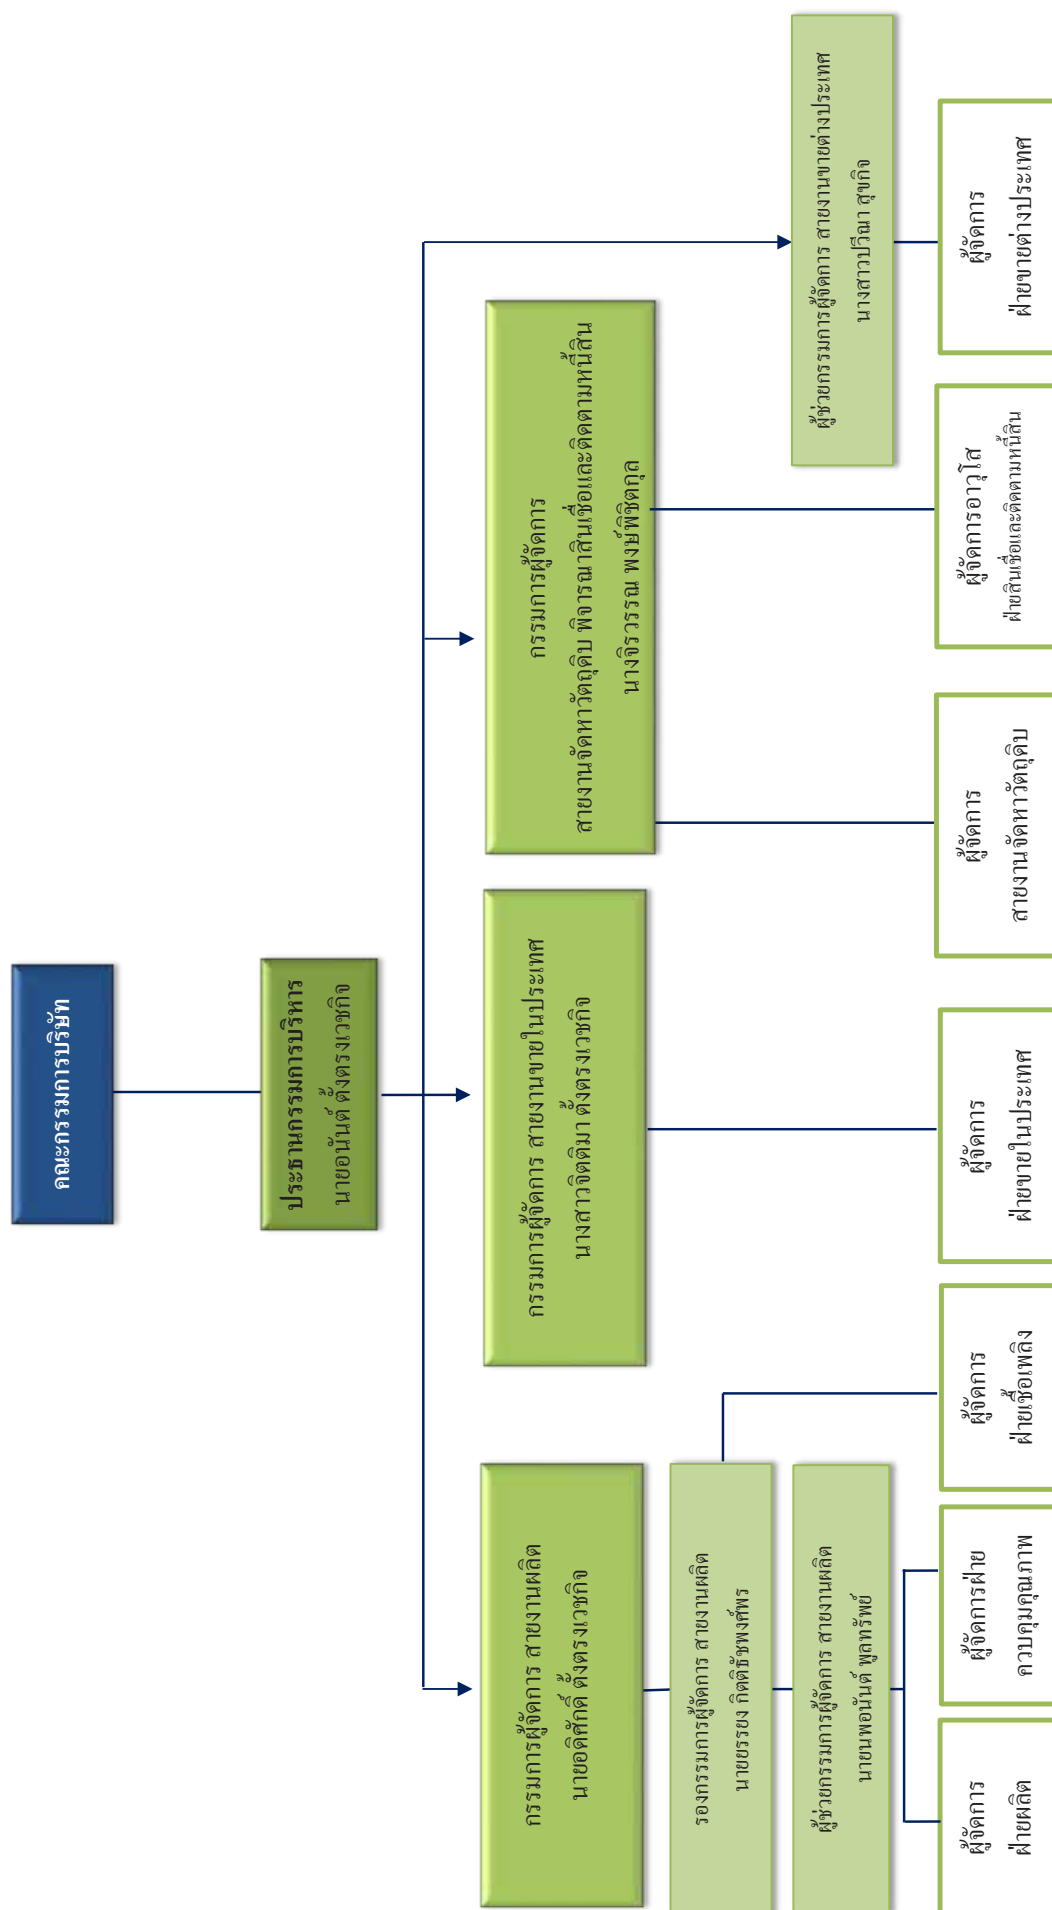 คณะกรรมการบริษัท
ประธานกรรมการบริหาร
นายอนันต์ ตั้งตรงเวชกิจ
กรรมการผู้จัดการ สายงานผลิต
นายอดิศักดิ์ ตั้งตรงเวชกิจ
กรรมการผู้จัดการ สายงานขายในประเทศ
นางสาวจิตติมา ตั้งตรงเวชกิจ
กรรมการผู้จัดการ
สายงานจัดหาวัตถุดิบ พิจารณาสินเชื่อและติดตามหนี้สิน
นางจิรวรรณ พงษ์พิชิตกุล
รองกรรมการผู้จัดการ สายงานผลิต
นายยรรยง กิตติธัชพงศ์พร
ผู้ช่วยกรรมการผู้จัดการ สายงานผลิต
นายนพอนันต์ พูลทรัพย์
ผู้ช่วยกรรมการผู้จัดการ สายงานขายต่างประเทศ
นางสาวปวีณา สุขกิจ
ผู้จัดการ
ฝ่ายผลิต
ผู้จัดการฝ่าย
ควบคุมคุณภาพ
ผู้จัดการ
ฝ่ายเชื้อเพลิง
ผู้จัดการ
ฝ่ายขายในประเทศ
ผู้จัดการ
สายงานจัดหาวัตถุดิบ
ผู้จัดการอาวุโส
ฝ่ายสินเชื่อและติดตามหนี้สิน
ผู้จัดการ
ฝ่ายขายต่างประเทศ